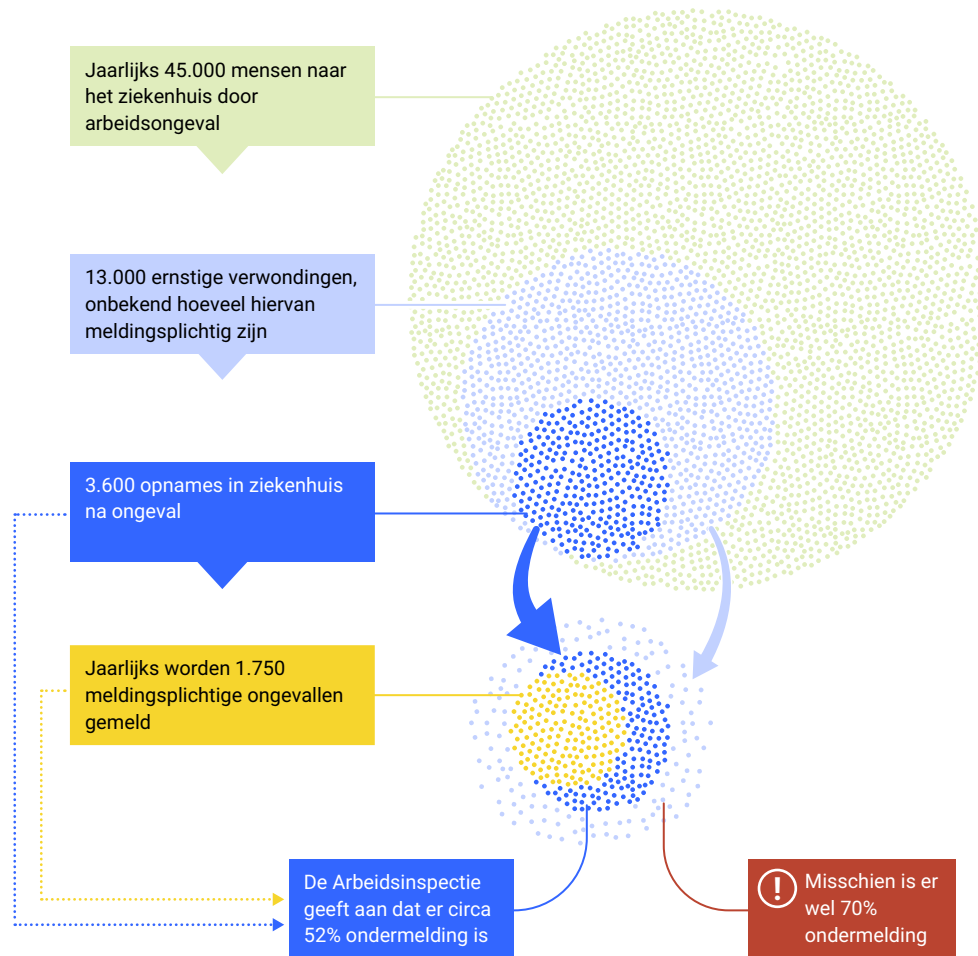 Jaarlijks 45.000 mensen naar
het ziekenhuis door
arbeidsongeval
13.000 ernstige verwondingen,
onbekend hoeveel hiervan
meldingsplichtig zijn
3.600 opnames in ziekenhuis
na ongeval
Jaarlijks worden 1.750
meldingsplichtige ongevallen
gemeld
De Arbeidsinspectie
geeft aan dat er circa
52% ondermelding is
! Misschien is er
wel 70%
ondermelding